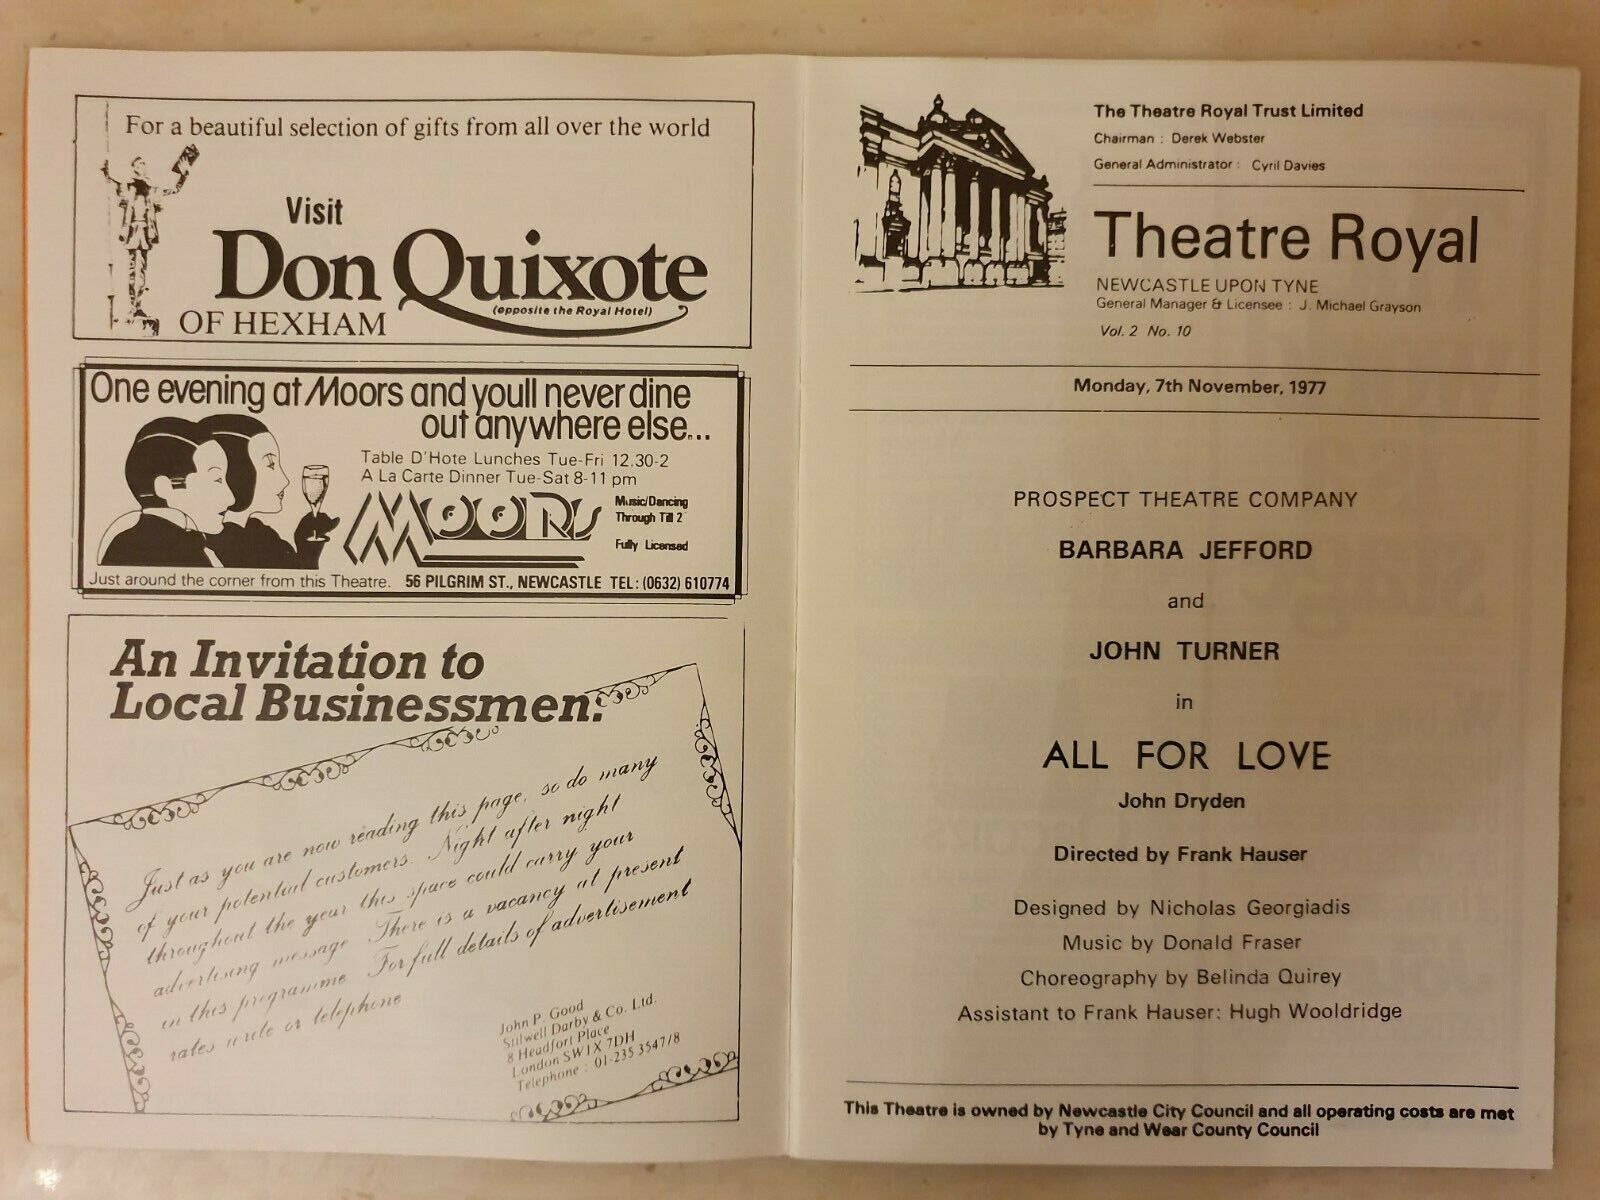 For a beautiful selection of gifts from all over the world
Visit
Don Quixote
(opposite the Royal Hotel)
OF HEXHAM
One evening at Moors and youll never dine
out anywhere else...
Table D'Hote Lunches Tue-Fri 12.30-2
A La Carte Dinner Tue-Sat 8-11 pm
MOORS
Music/Dancing
Through Till 2
Fully Licensed
Just around the corner from this Theatre. 56 PILGRIM ST., NEWCASTLE TEL: (0632) 610774
An Invitation to
Local Businessmen.
Just as you are now reading this page, so do many
of your potential customers. Night after night
throughout the year this space could carry your
advertising message. There is a vacancy at present
in this programme. For full details of advertisement
rates write or telephone
John P. Good
Stilwell Darby & Co. Ltd.
8 Headfort Place
London SW1X 7DH
Telephone : 01-235 3547/8
The Theatre Royal Trust Limited
Chairman : Derek Webster
General Administrator : Cyril Davies
Theatre Royal
NEWCASTLE UPON TYNE
General Manager & Licensee : J. Michael Grayson
Vol. 2 No. 10
Monday, 7th November, 1977
PROSPECT THEATRE COMPANY
BARBARA JEFFORD
and
JOHN TURNER
in
ALL FOR LOVE
John Dryden
Directed by Frank Hauser
Designed by Nicholas Georgiadis
Music by Donald Fraser
Choreography by Belinda Quirey
Assistant to Frank Hauser: Hugh Wooldridge
This Theatre is owned by Newcastle City Council and all operating costs are met
by Tyne and Wear County Council